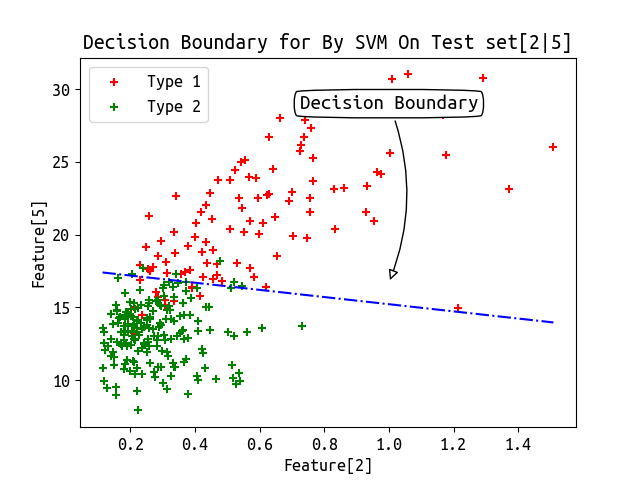 Decision Boundary for By SVM On Test set[2|5]
Type 1
Type 2
Decision Boundary
Feature[5]
30
25
20
15
10
0.2 0.4 0.6 0.8 1.0 1.2 1.4
Feature[2]